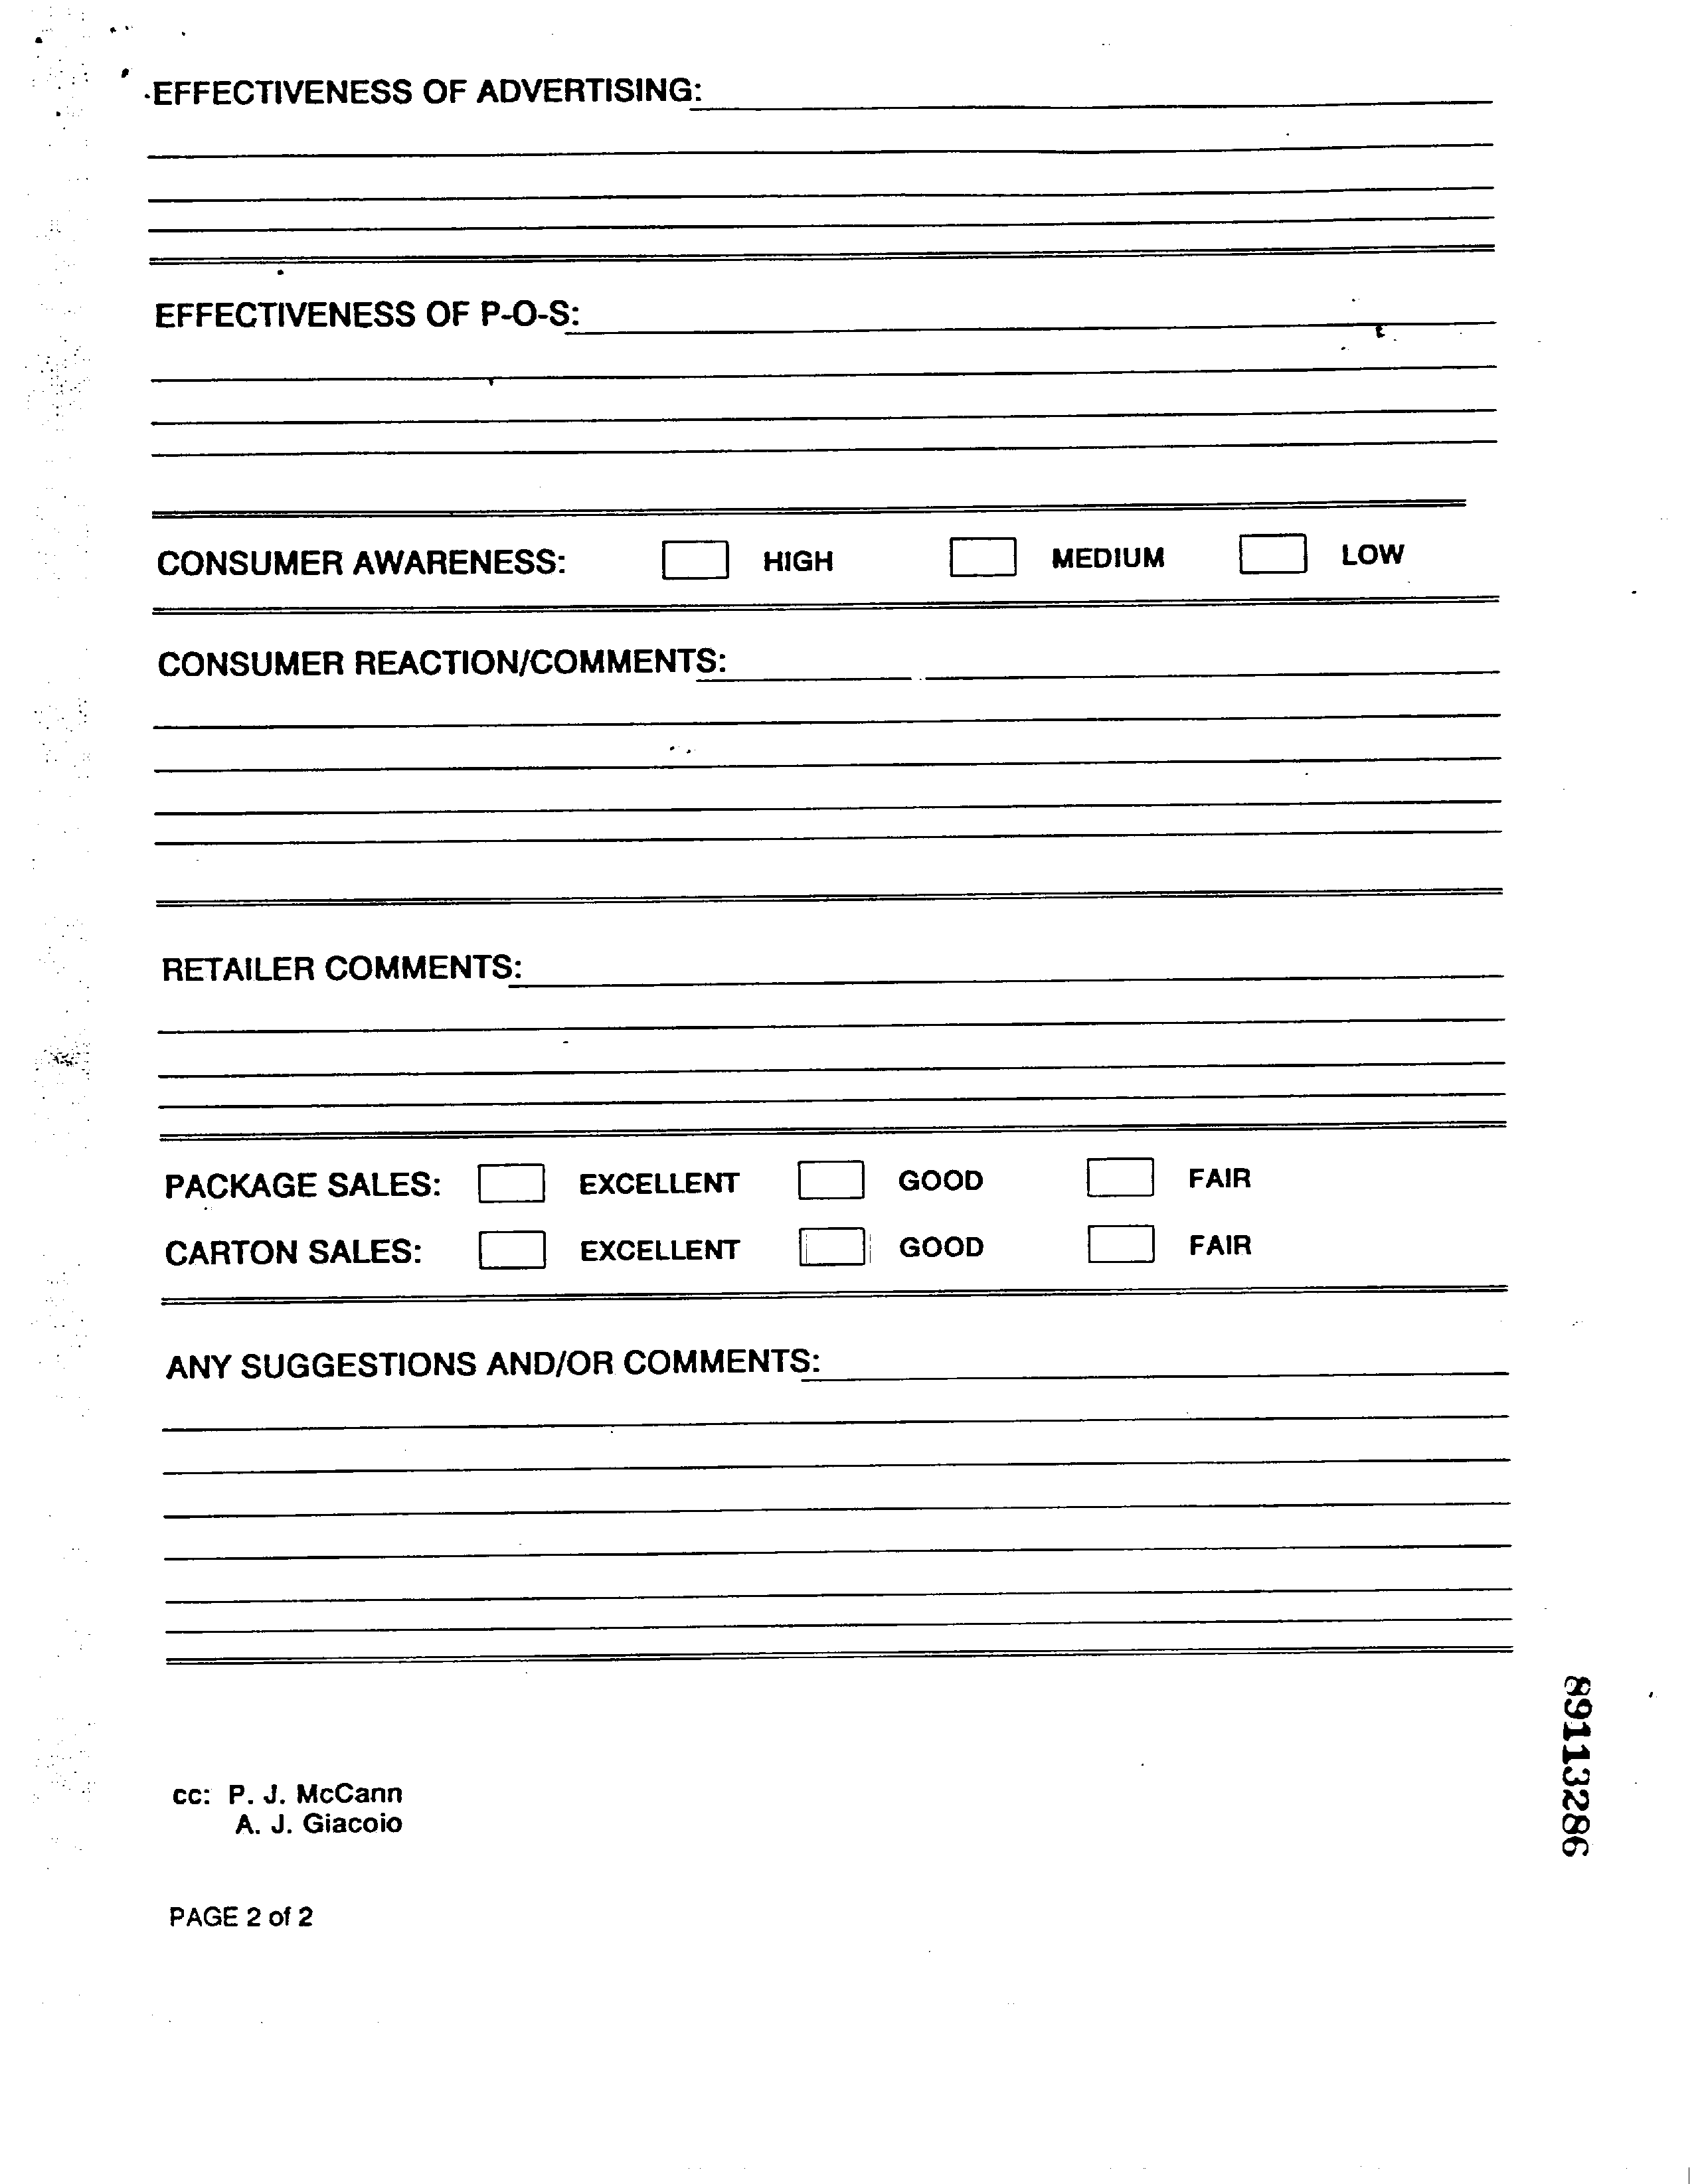 EFFECTIVENESS OF ADVERTISING:
EFFECTIVENESS OF P-O-S:
CONSUMER AWARENESS: HIGH MEDIUM LOW
CONSUMER REACTION/COMMENTS:
RETAILER COMMENTS:
PACKAGE SALES: EXCELLENT GOOD FAIR
CARTON SALES: EXCELLENT GOOD FAIR
ANY SUGGESTIONS AND/OR COMMENTS:
89113286
cc: P. J. McCann
A. J. Giacoio
PAGE 2 of 2